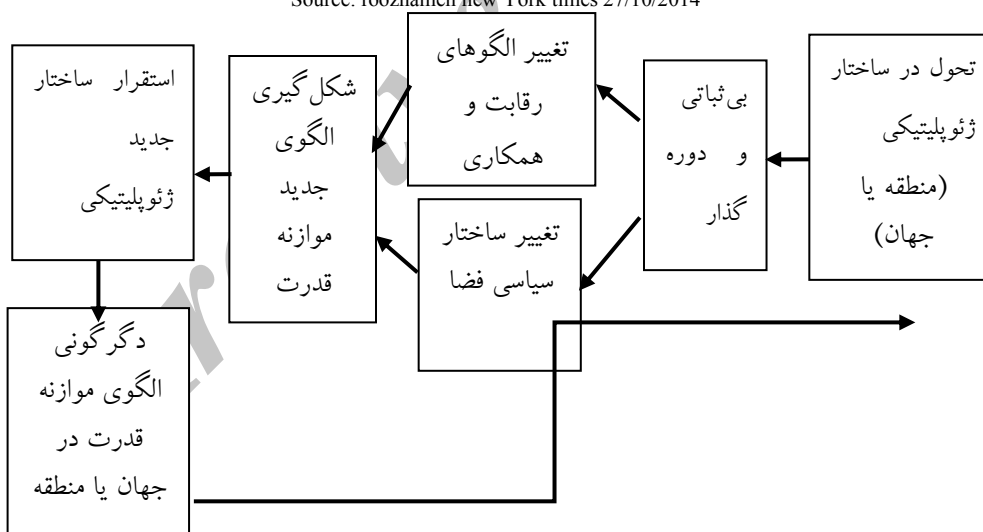 Source: rooznameh new York times 27/10/2014
تحول در ساختار
ژئوپلیتیکی
(منطقه یا
جهان)
بی‌ثباتی
و دوره
گذار
تغییر الگوهای
رقابت و
همکاری
تغییر ساختار
سیاسی فضا
شکل‌گیری
الگوی
جدید
موازنه
قدرت
استقرار ساختار
جدید
ژئوپلیتیکی
دگرگونی
الگوی موازنه
قدرت در
جهان یا منطقه